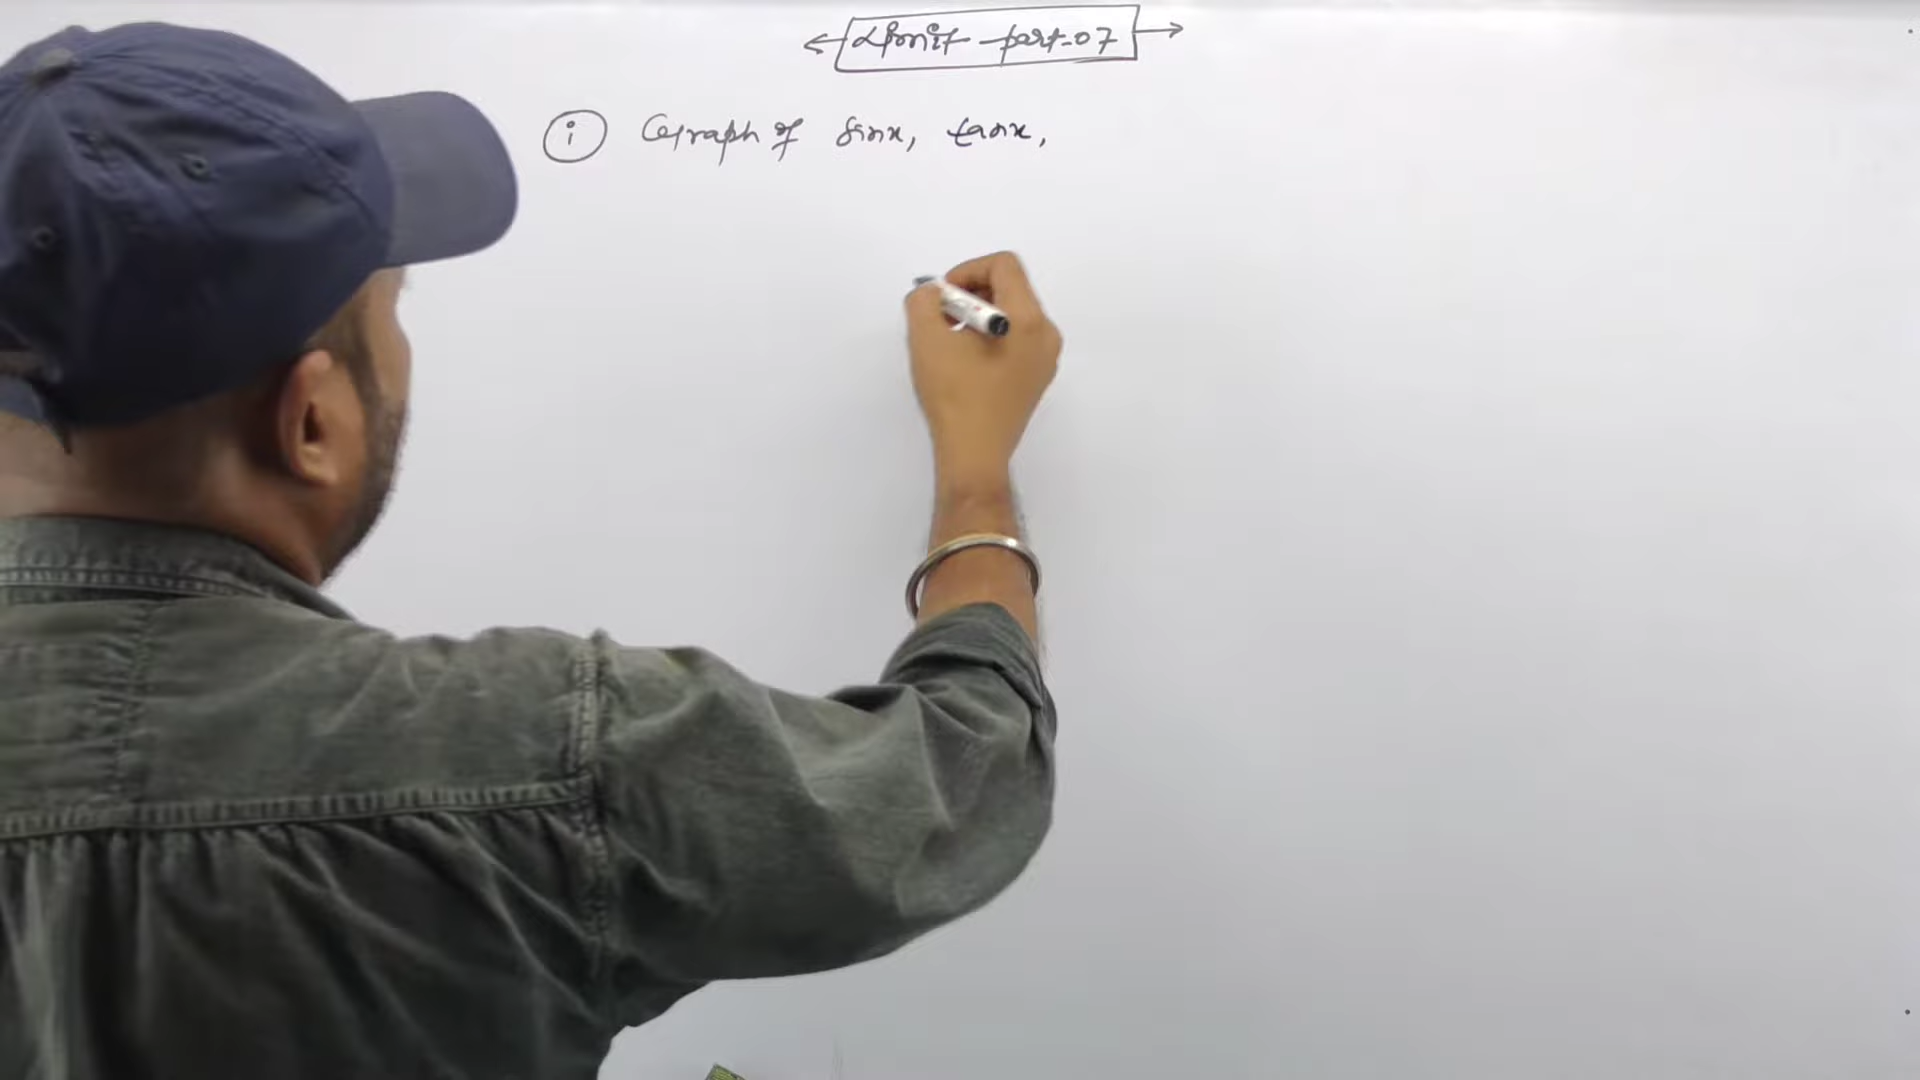 Limit - part-07
i Graph of sinx, tanx,